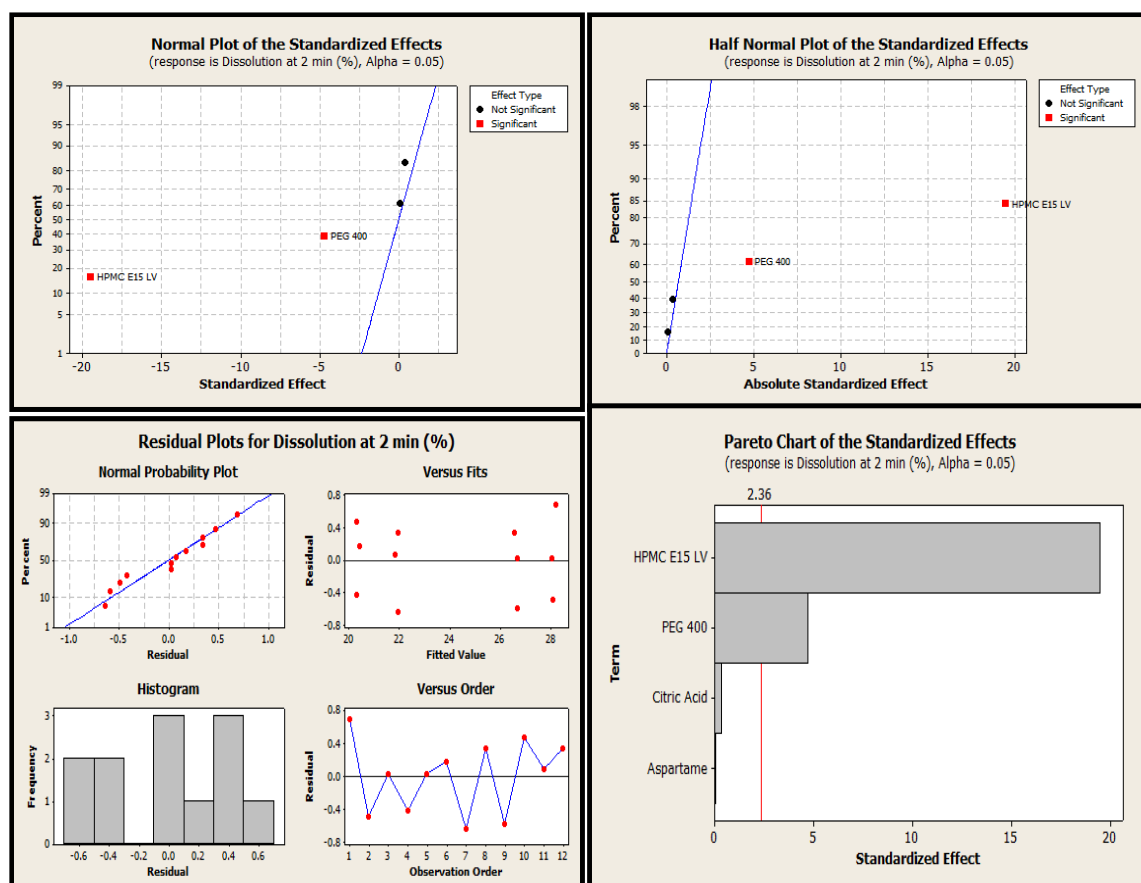 Normal Plot of the Standardized Effects
(response is Dissolution at 2 min (%), Alpha = 0.05)
Effect Type
Not Significant
Significant
Percent
99
95
90
80
70
60
50
40
30
20
10
5
1
PEG 400
HPMC E15 LV
-20 -15 -10 -5 0
Standardized Effect
Half Normal Plot of the Standardized Effects
(response is Dissolution at 2 min (%), Alpha = 0.05)
Effect Type
Not Significant
Significant
Percent
98
95
90
85
80
70
60
50
40
30
20
10
0
HPMC E15 LV
PEG 400
0 5 10 15 20
Absolute Standardized Effect
Residual Plots for Dissolution at 2 min (%)
Normal Probability Plot
Percent
99
90
50
10
1
-1.0 -0.5 0.0 0.5 1.0
Residual
Versus Fits
Residual
0.8
0.4
0.0
-0.4
-0.8
20 22 24 26 28
Fitted Value
Histogram
Frequency
3
2
1
0
-0.6 -0.4 -0.2 0.0 0.2 0.4 0.6
Residual
Versus Order
Residual
0.8
0.4
0.0
-0.4
-0.8
1 2 3 4 5 6 7 8 9 10 11 12
Observation Order
Pareto Chart of the Standardized Effects
(response is Dissolution at 2 min (%), Alpha = 0.05)
2.36
Term
HPMC E15 LV
PEG 400
Citric Acid
Aspartame
0 5 10 15 20
Standardized Effect